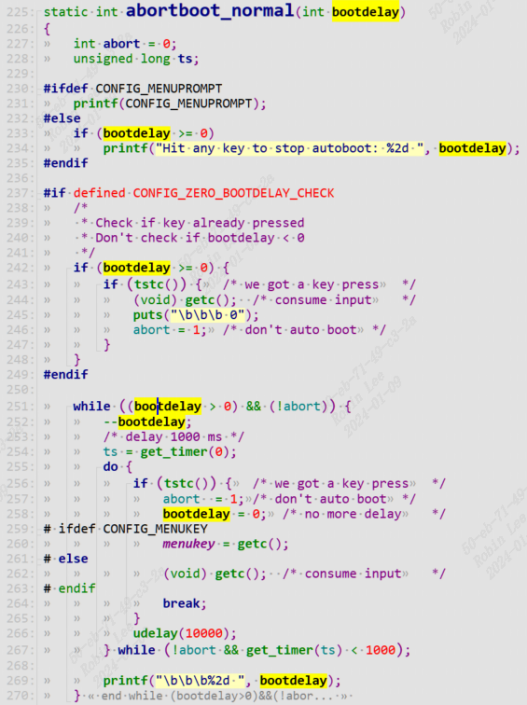 225: static int abortboot_normal(int bootdelay)
226: {
227: » int abort = 0;
228: » unsigned long ts;
229:
230: #ifdef CONFIG_MENUPROMPT
231: » printf(CONFIG_MENUPROMPT);
232: #else
233: » if (bootdelay >= 0)
234: » » printf("Hit any key to stop autoboot: %2d ", bootdelay);
235: #endif
236:
237: #if defined CONFIG_ZERO_BOOTDELAY_CHECK
238: » /*
239: » * Check if key already pressed
240: » * Don't check if bootdelay < 0
241: » */
242: » if (bootdelay >= 0) {
243: » » if (tstc()) {» /* we got a key press» */
244: » » » (void) getc(); /* consume input» */
245: » » » puts("\b\b\b 0");
246: » » » abort = 1;» /* don't auto boot» */
247: » » }
248: » }
249: #endif
250:
251: » while ((bootdelay > 0) && (!abort)) {
252: » » --bootdelay;
253: » » /* delay 1000 ms */
254: » » ts = get_timer(0);
255: » » do {
256: » » » if (tstc()) {» /* we got a key press» */
257: » » » » abort  = 1;» /* don't auto boot» */
258: » » » » bootdelay = 0;» /* no more delay» */
259: # ifdef CONFIG_MENUKEY
260: » » » » menukey = getc();
261: # else
262: » » » » (void) getc();  /* consume input» */
263: # endif
264: » » » » break;
265: » » » }
266: » » » udelay(10000);
267: » » } while (!abort && get_timer(ts) < 1000);
268:
269: » » printf("\b\b\b%2d ", bootdelay);
270: » } « end while (bootdelay>0)&&(!abor... »
Robin Lee
2024-01-09